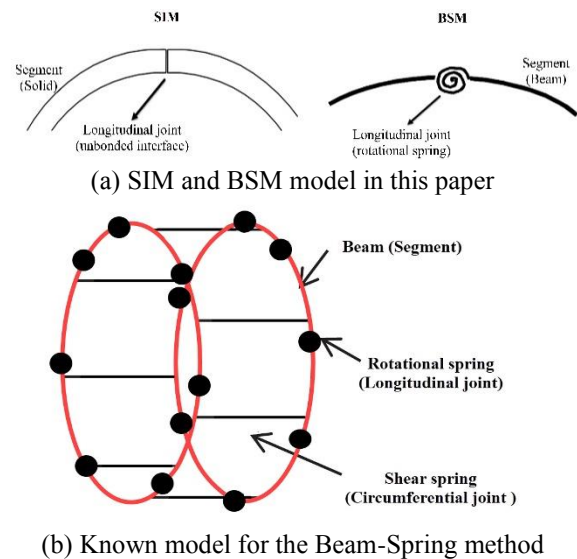 SIM
BSM
Segment
(Solid)
Segment
(Beam)
Longitudinal joint
(unbonded interface)
Longitudinal joint
(rotational spring)
(a) SIM and BSM model in this paper
Beam (Segment)
Rotational spring
(Longitudinal joint)
Shear spring
(Circumferential joint )
(b) Known model for the Beam-Spring method